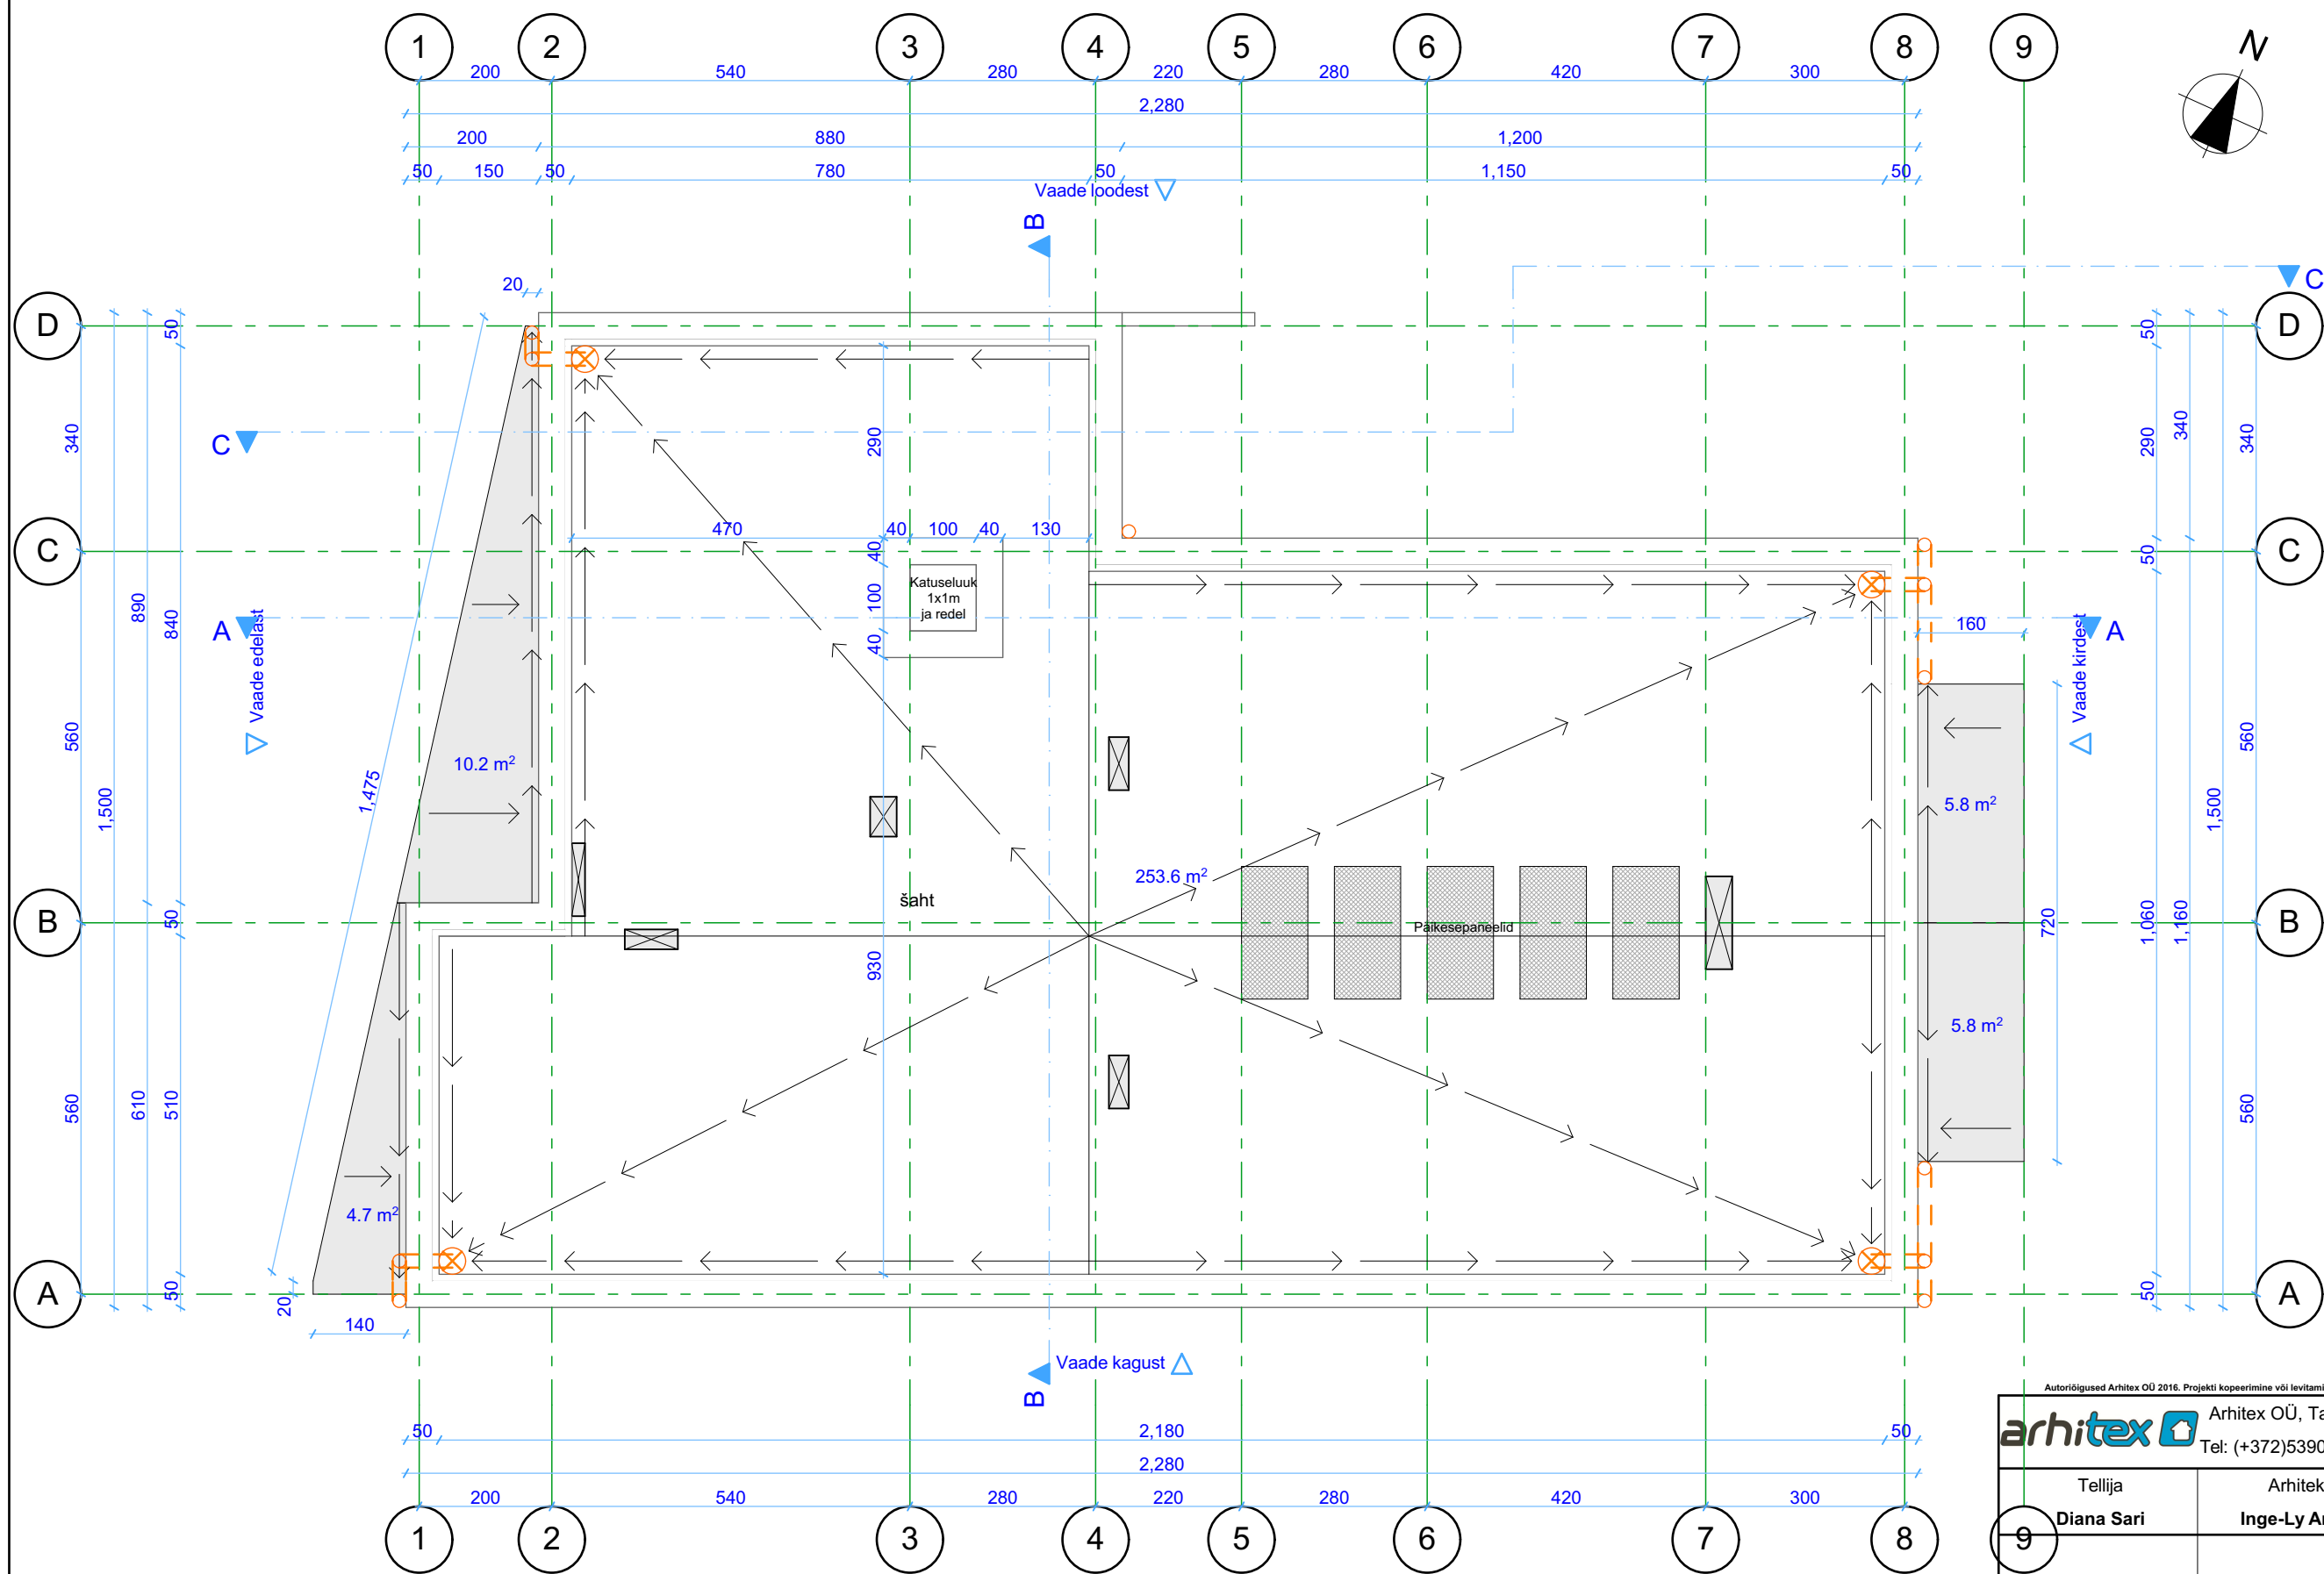 1 2 3 4 5 6 7 8 9
200 540 280 220 280 420 300
2,280
200 880 1,200
50 150 50 780 50 1,150 50
N
Vaade loodest
B
20
C
D 50 50 D
340 290 290 340 340
C
470 40 100 40 130
C 40 50 C
Katuseluuk
1x1m
ja redel
100
40
890 840
A A
160
Vaade edelast
Vaade kirdest
560 560
10.2 m²
1,475
1,500 1,500
5.8 m²
253.6 m²
šaht
B 50 B
Päikesepaneelid
930
720 1,060 1,160
5.8 m²
560 610 510 560
4.7 m²
A 50 50 A
20
140
Vaade kagust
B
50 2,180 50
2,280
200 540 280 220 280 420 300
1 2 3 4 5 6 7 8 9
Autoriõigused Arhitex OÜ 2016. Projekti kopeerimine või levitami
arhitex
Arhitex OÜ, Ta
Tel: (+372)5390
Tellija Arhitek
Diana Sari Inge-Ly A